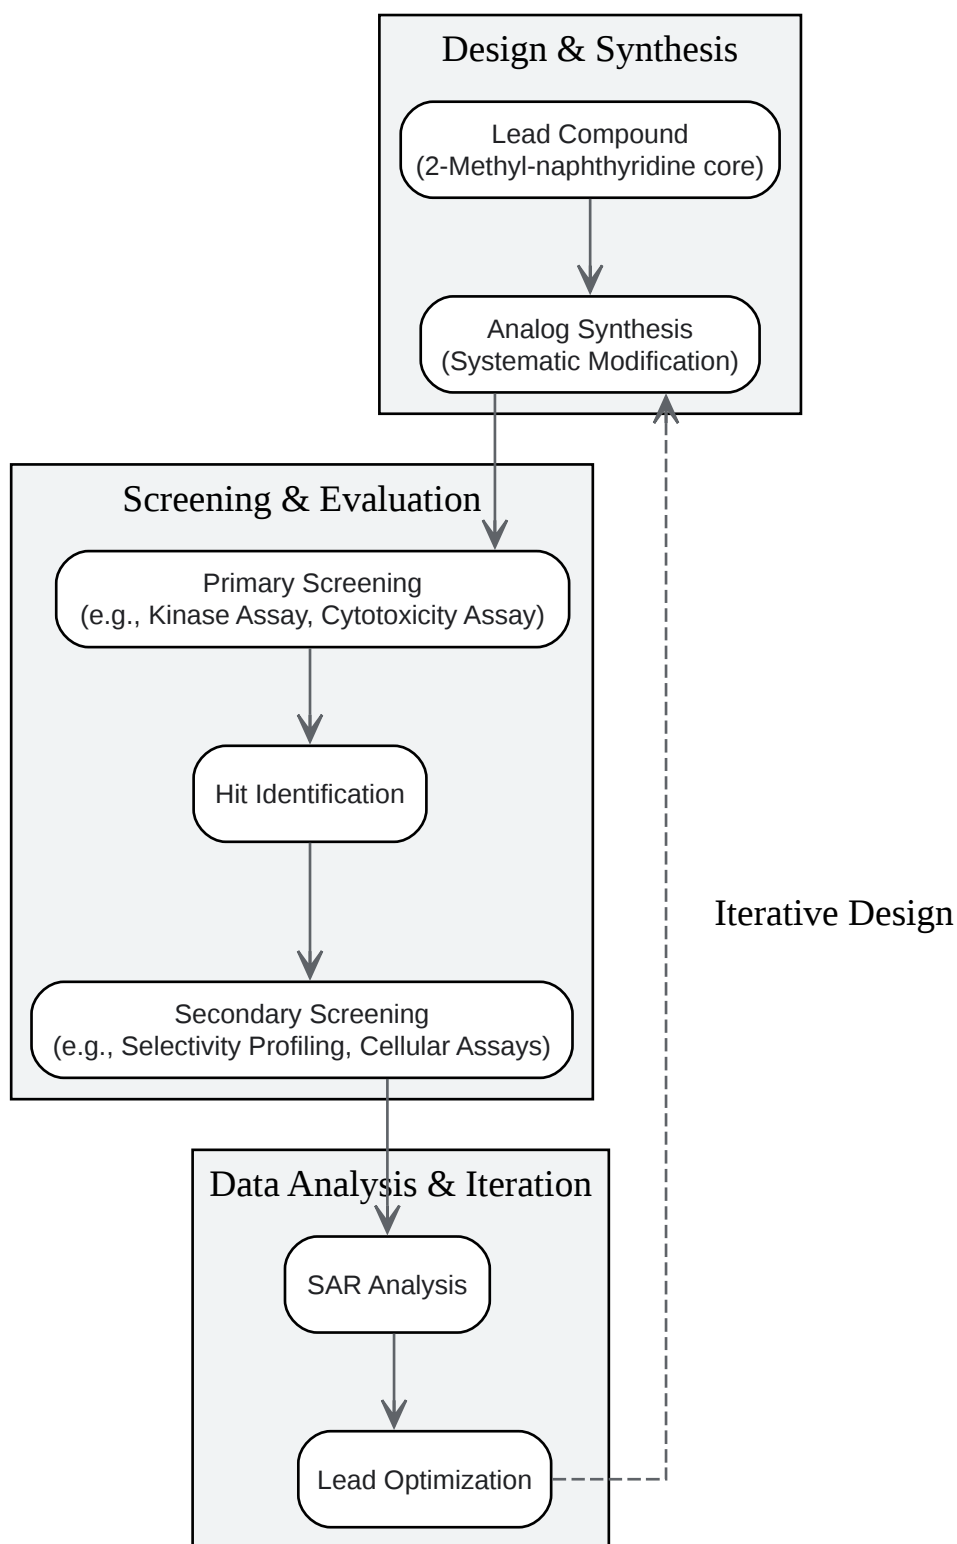 Design & Synthesis
Lead Compound
(2-Methyl-naphthyridine core)
Analog Synthesis
(Systematic Modification)
Screening & Evaluation
Primary Screening
(e.g., Kinase Assay, Cytotoxicity Assay)
Hit Identification
Iterative Design
Secondary Screening
(e.g., Selectivity Profiling, Cellular Assays)
Data Analysis & Iteration
SAR Analysis
Lead Optimization